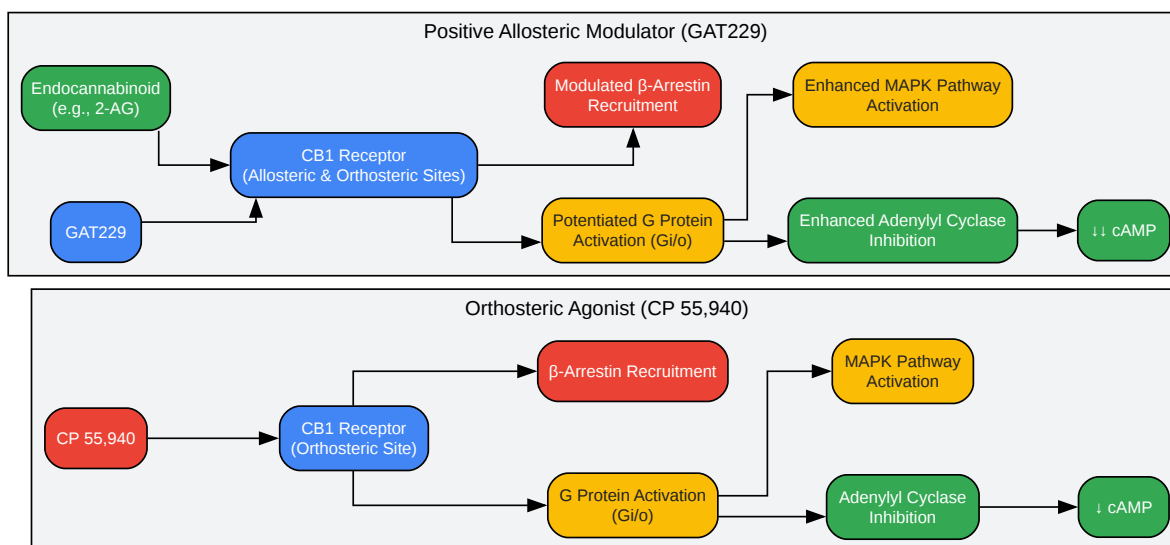 Positive Allosteric Modulator (GAT229)
Endocannabinoid
(e.g., 2-AG)
Modulated β-Arrestin
Recruitment
Enhanced MAPK Pathway
Activation
CB1 Receptor
(Allosteric & Orthosteric Sites)
GAT229
Potentiated G Protein
Activation (Gi/o)
Enhanced Adenylyl Cyclase
Inhibition
↓↓ cAMP
Orthosteric Agonist (CP 55,940)
β-Arrestin Recruitment
MAPK Pathway
Activation
CP 55,940
CB1 Receptor
(Orthosteric Site)
G Protein Activation
(Gi/o)
Adenylyl Cyclase
Inhibition
↓ cAMP